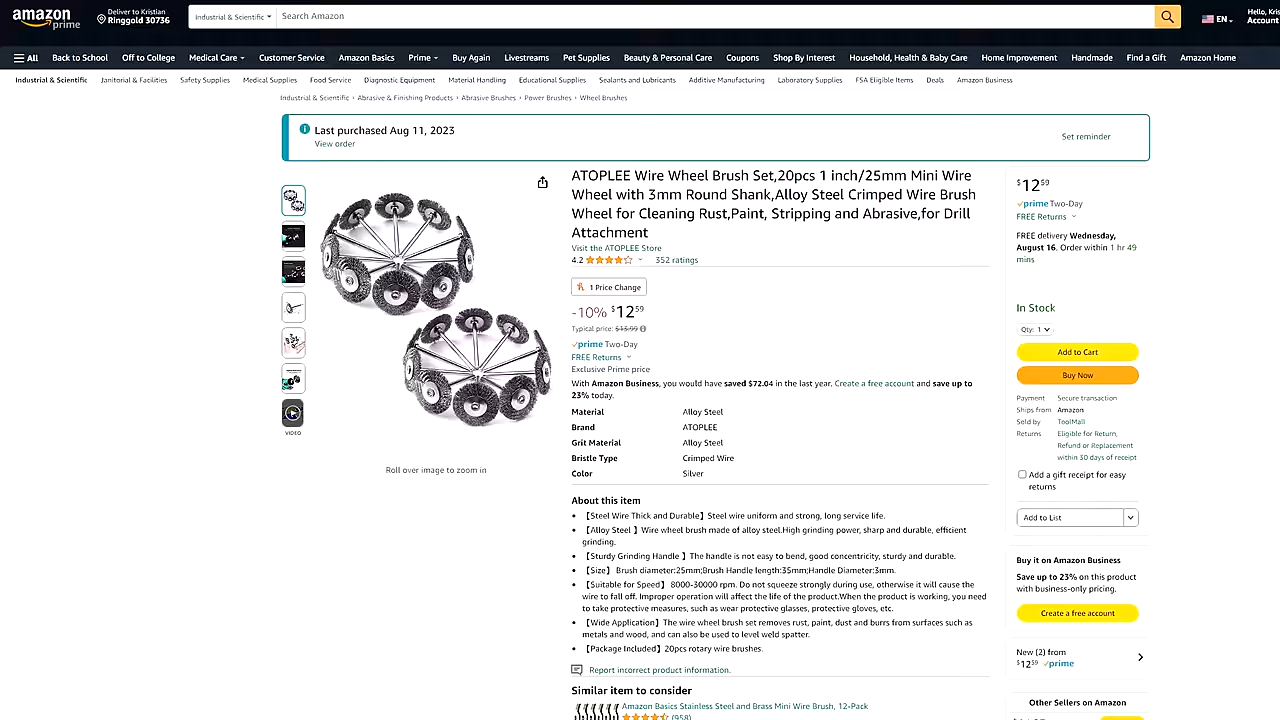 amazon
prime
Deliver to Kristian
Ringgold 30736
Industrial & Scientific
Search Amazon
EN
Hello, Kris
Account
All
Back to School
Off to College
Medical Care
Customer Service
Amazon Basics
Prime
Buy Again
Livestreams
Pet Supplies
Beauty & Personal Care
Coupons
Shop By Interest
Household, Health & Baby Care
Home Improvement
Handmade
Find a Gift
Amazon Home
Industrial & Scientific
Janitorial & Facilities
Safety Supplies
Medical Supplies
Food Service
Diagnostic Equipment
Material Handling
Educational Supplies
Sealants and Lubricants
Additive Manufacturing
Laboratory Supplies
FSA Eligible Items
Deals
Amazon Business
Industrial & Scientific › Abrasive & Finishing Products › Abrasive Brushes › Power Brushes › Wheel Brushes
Last purchased Aug 11, 2023
View order
Set reminder
VIDEO
Roll over image to zoom in
ATOPLEE Wire Wheel Brush Set,20pcs 1 inch/25mm Mini Wire
Wheel with 3mm Round Shank,Alloy Steel Crimped Wire Brush
Wheel for Cleaning Rust,Paint, Stripping and Abrasive,for Drill
Attachment
Visit the ATOPLEE Store
4.2
352 ratings
1 Price Change
-10% $12 59
Typical price: $13.99
prime Two-Day
FREE Returns
Exclusive Prime price
With Amazon Business, you would have saved $72.04 in the last year. Create a free account and save up to
23% today.
Material Alloy Steel
Brand ATOPLEE
Grit Material Alloy Steel
Bristle Type Crimped Wire
Color Silver
About this item
• 【Steel Wire Thick and Durable】Steel wire uniform and strong, long service life.
• 【Alloy Steel 】Wire wheel brush made of alloy steel.High grinding power, sharp and durable, efficient
grinding.
• 【Sturdy Grinding Handle 】The handle is not easy to bend, good concentricity, sturdy and durable.
• 【Size】 Brush diameter:25mm;Brush Handle length:35mm;Handle Diameter:3mm.
• 【Suitable for Speed】 8000-30000 rpm. Do not squeeze strongly during use, otherwise it will cause the
wire to fall off. Improper operation will affect the life of the product.When the product is working, you need
to take protective measures, such as wear protective glasses, protective gloves, etc.
• 【Wide Application】The wire wheel brush set removes rust, paint, dust and burrs from surfaces such as
metals and wood, and can also be used to level weld spatter.
• 【Package Included】20pcs rotary wire brushes.
Report incorrect product information.
Similar item to consider
Amazon Basics Stainless Steel and Brass Mini Wire Brush, 12-Pack
(958)
$12 59
prime Two-Day
FREE Returns
FREE delivery Wednesday,
August 16. Order within 1 hr 49
mins
In Stock
Qty: 1
Add to Cart
Buy Now
Payment Secure transaction
Ships from Amazon
Sold by ToolMall
Returns Eligible for Return,
Refund or Replacement
within 30 days of receipt
Add a gift receipt for easy
returns
Add to List
Buy it on Amazon Business
Save up to 23% on this product
with business-only pricing.
Create a free account
New (2) from
$12 59 prime
Other Sellers on Amazon